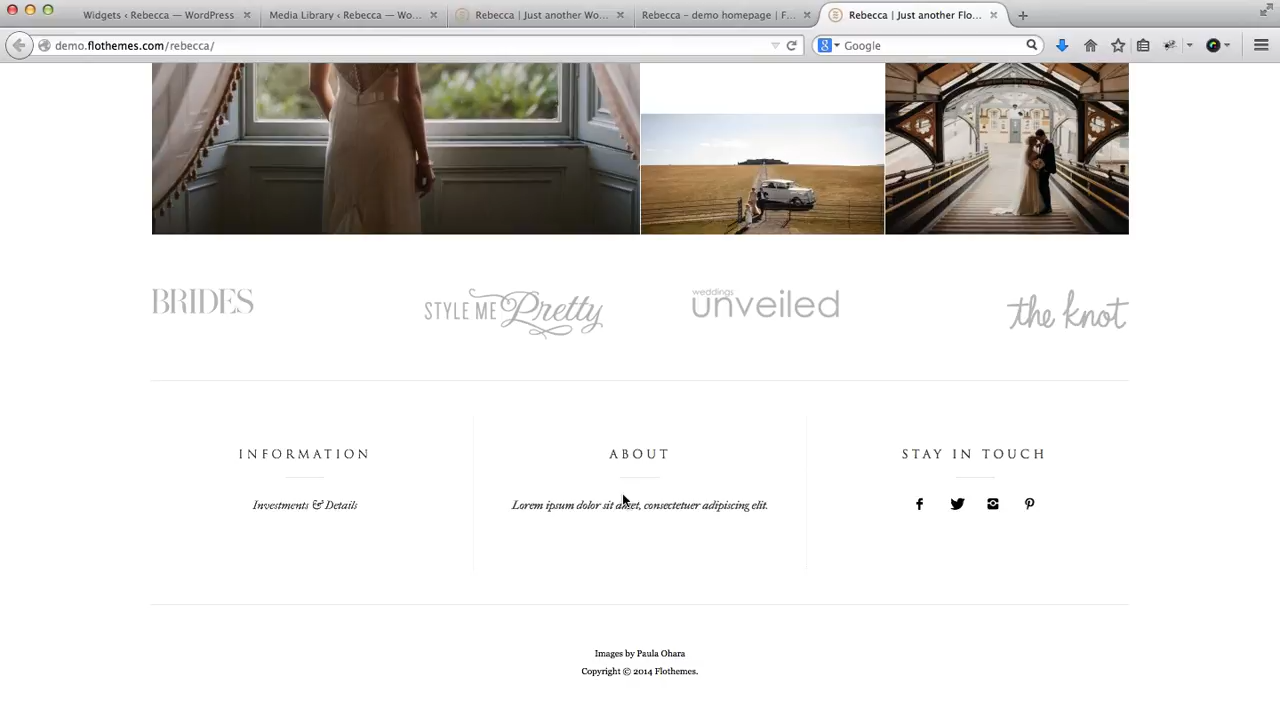 Widgets ‹ Rebecca — WordPress
Media Library ‹ Rebecca — Wo...
Rebecca | Just another Wo...
Rebecca – demo homepage | F...
Rebecca | Just another Flo...
demo.flothemes.com/rebecca/
Google
BRIDES
STYLE ME Pretty
weddings
unveiled
the knot
INFORMATION
ABOUT
STAY IN TOUCH
Investments & Details
Lorem ipsum dolor sit amet, consectetuer adipiscing elit.
Images by Paula Ohara
Copyright © 2014 Flothemes.